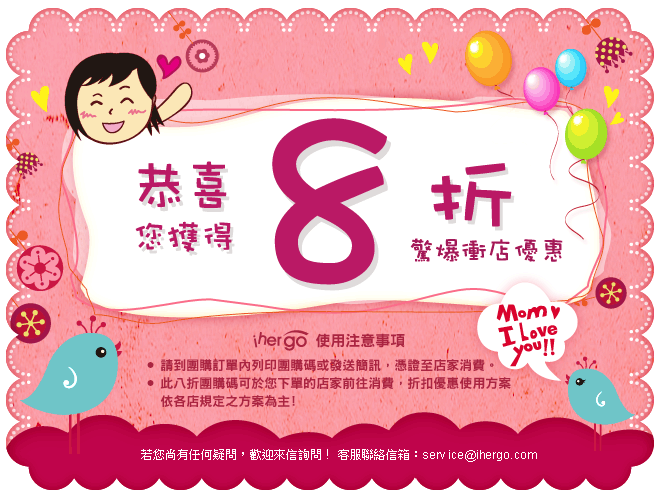 恭喜
您獲得
8
折
驚爆衝店優惠
Mom
I Love
you!!
ihergo 使用注意事項
• 請到團購訂單內列印團購碼或發送簡訊，憑證至店家消費。
• 此八折團購碼可於您下單的店家前往消費，折扣優惠使用方案
依各店規定之方案為主!
若您尚有任何疑問，歡迎來信詢問！ 客服聯絡信箱：service@ihergo.com